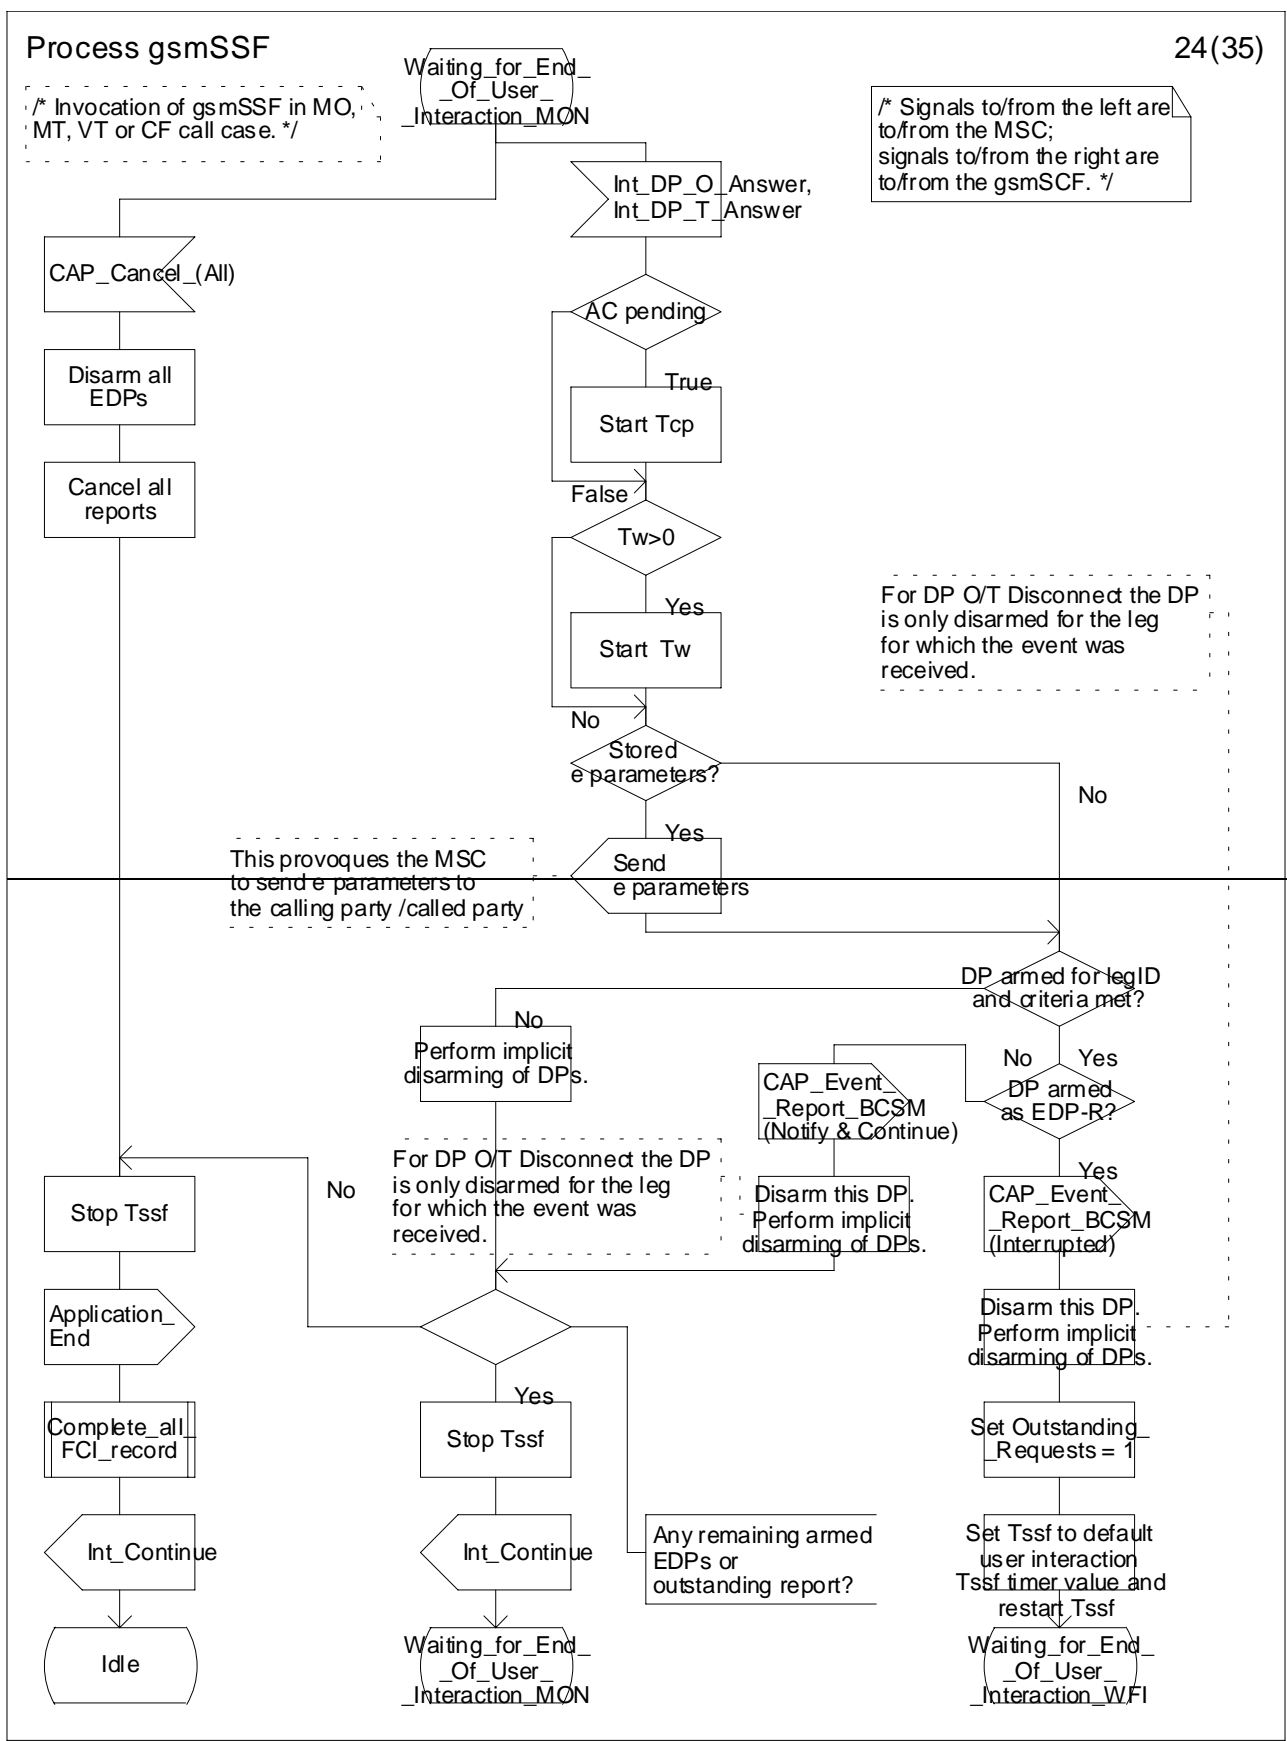 Process gsmSSF
24(35)
/* Invocation of gsmSSF in MO,
MT, VT or CF call case. */
Waiting_for_End_
_Of_User_
_Interaction_MON
/* Signals to/from the left are
to/from the MSC;
signals to/from the right are
to/from the gsmSCF. */
Int_DP_O_Answer,
Int_DP_T_Answer
CAP_Cancel_(All)
AC pending
Disarm all
EDPs
True
Start Tcp
Cancel all
reports
False
Tw>0
Yes
Start Tw
For DP O/T Disconnect the DP
is only disarmed for the leg
for which the event was
received.
No
Stored
e parameters?
No
Yes
This provoques the MSC
to send e parameters to
the calling party /called party
Send
e parameters
DP armed for legID
and criteria met?
No
Perform implicit
disarming of DPs.
No
Yes
CAP_Event_
_Report_BCSM
(Notify & Continue)
DP armed
as EDP-R?
For DP O/T Disconnect the DP
is only disarmed for the leg
for which the event was
received.
No
Yes
Stop Tssf
Disarm this DP.
Perform implicit
disarming of DPs.
CAP_Event_
_Report_BCSM
(Interrupted)
Application_
End
Disarm this DP.
Perform implicit
disarming of DPs.
Yes
Complete_all_
FCI_record
Stop Tssf
Set Outstanding_
_Requests = 1
Int_Continue
Int_Continue
Any remaining armed
EDPs or
outstanding report?
Set Tssf to default
user interaction
Tssf timer value and
restart Tssf
Idle
Waiting_for_End_
_Of_User_
_Interaction_MON
Waiting_for_End_
_Of_User_
_Interaction_WFI